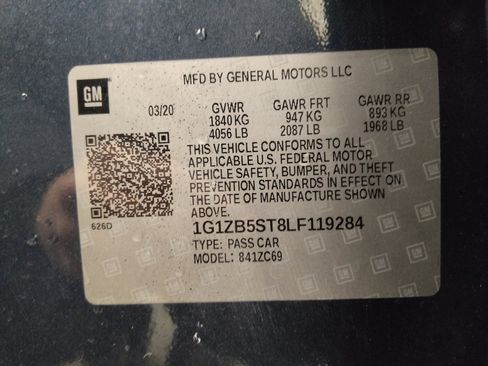 GM
MFD BY GENERAL MOTORS LLC
03/20 GVWR GAWR FRT GAWR RR
1840 KG 947 KG 893 KG
4056 LB 2087 LB 1968 LB
THIS VEHICLE CONFORMS TO ALL
APPLICABLE U.S. FEDERAL MOTOR
VEHICLE SAFETY, BUMPER, AND THEFT
PREVENTION STANDARDS IN EFFECT ON
THE DATE OF MANUFACTURE SHOWN
ABOVE.
626D
1G1ZB5ST8LF119284
TYPE: PASS CAR
MODEL: 841ZC69